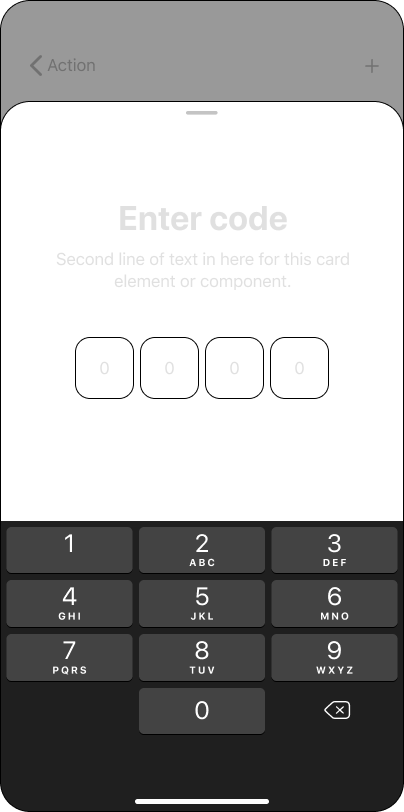 Action
+
Enter code
Second line of text in here for this card
element or component.
0 0 0 0
1 2 3
ABC DEF
4 5 6
GHI JKL MNO
7 8 9
PQRS TUV WXYZ
0